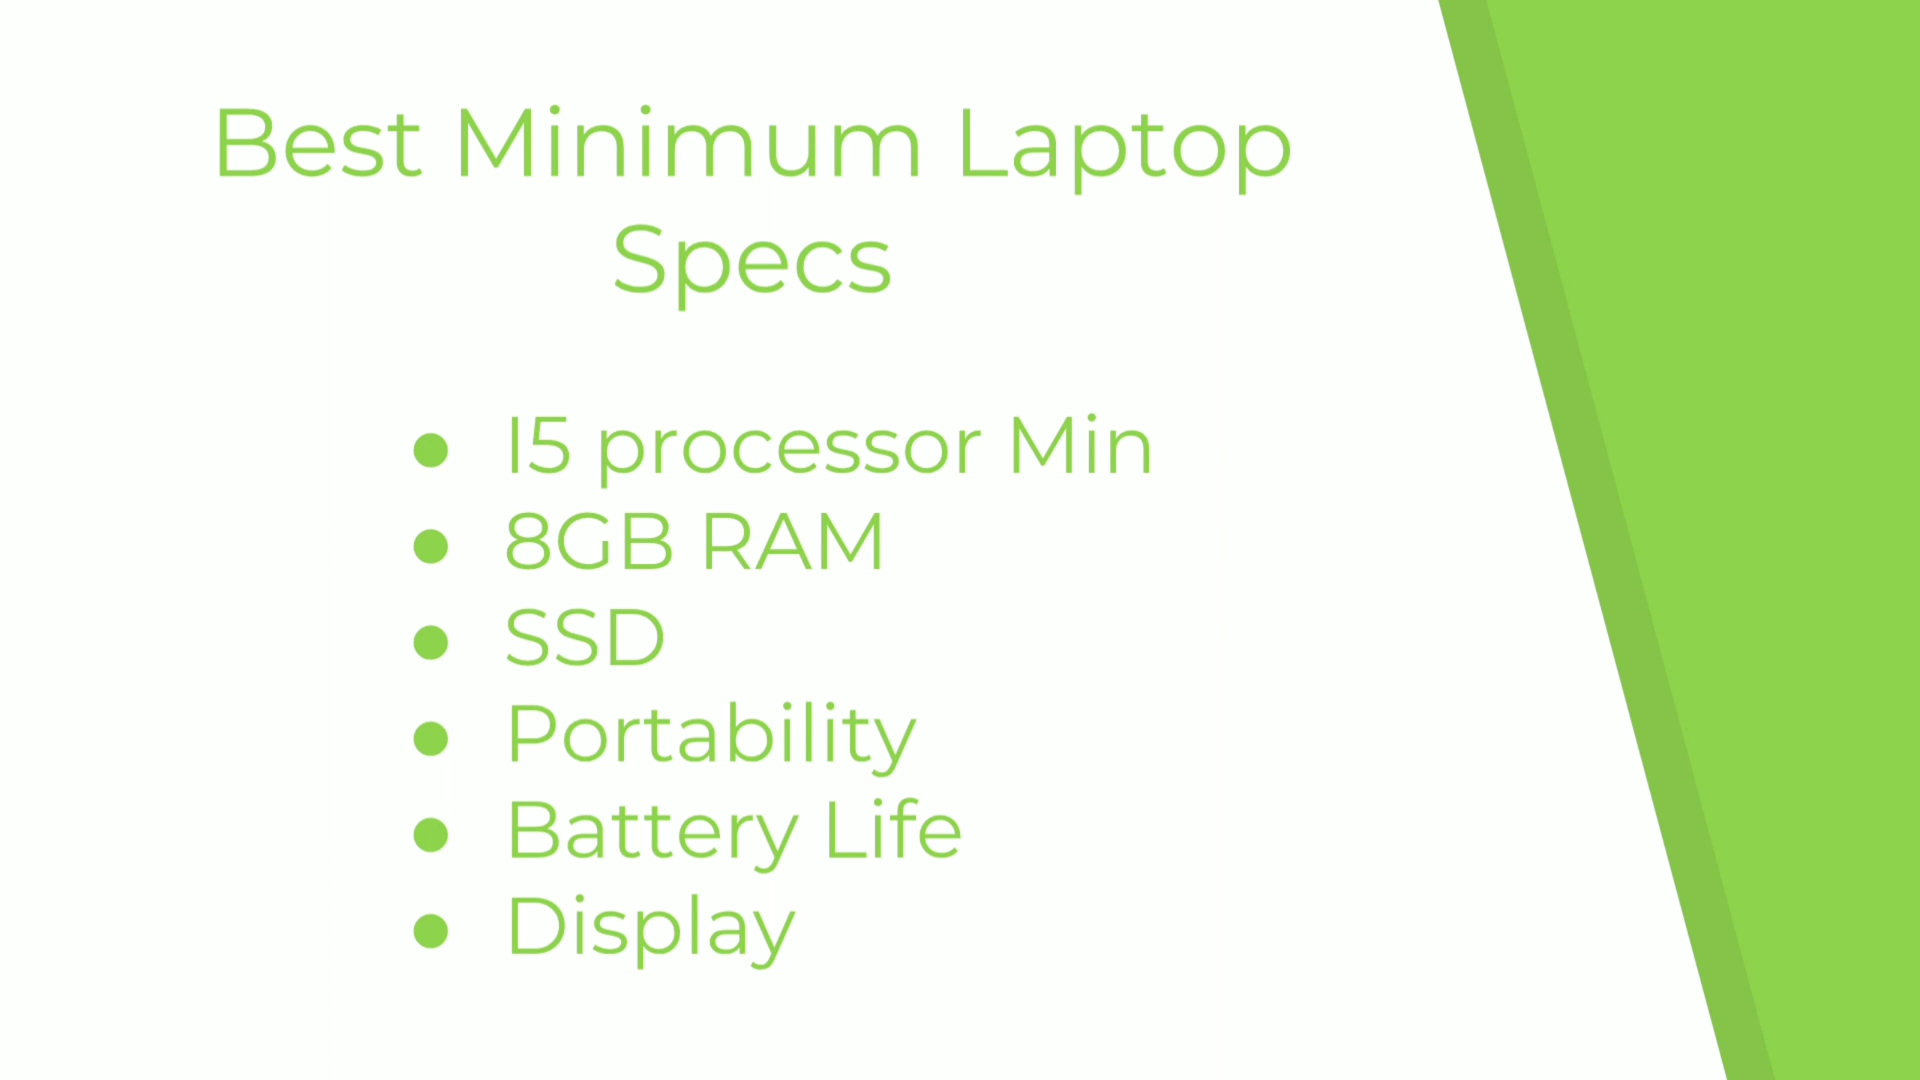 Best Minimum Laptop
Specs
● I5 processor Min
● 8GB RAM
● SSD
● Portability
● Battery Life
● Display